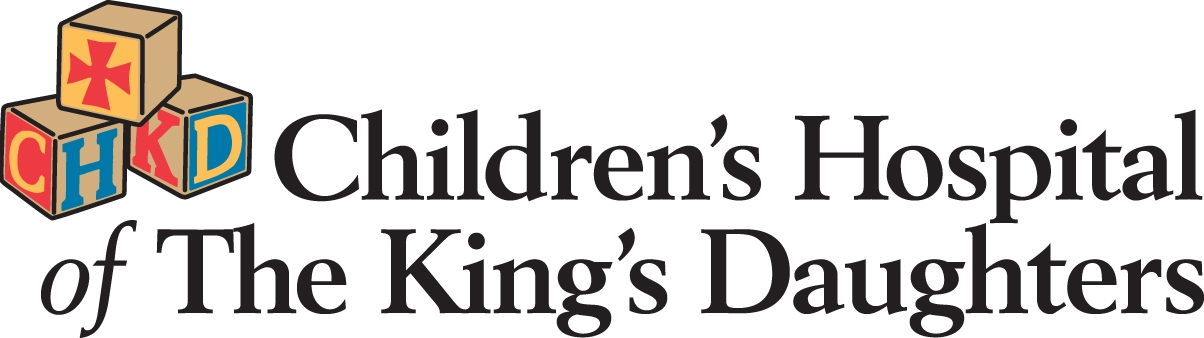 CHKD
Children's Hospital
of The King's Daughters